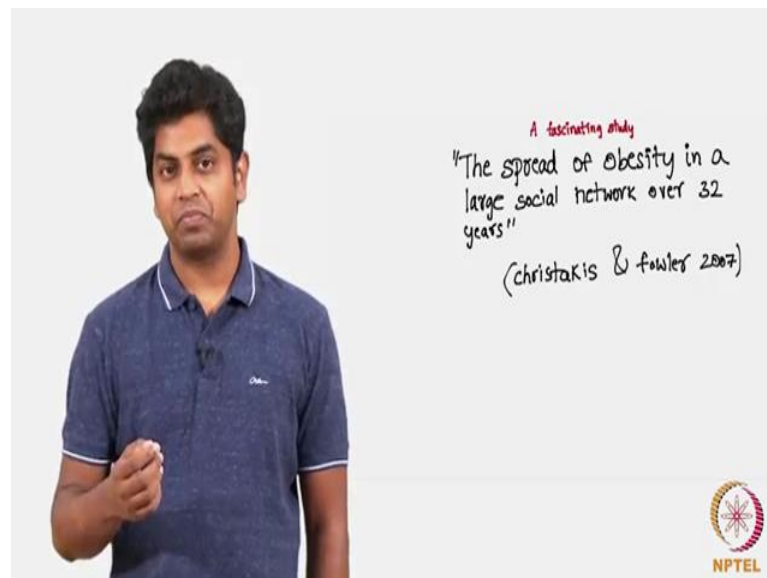 A fascinating study
"The spread of obesity in a
large social network over 32
years"
(christakis & fowler 2007)
NPTEL